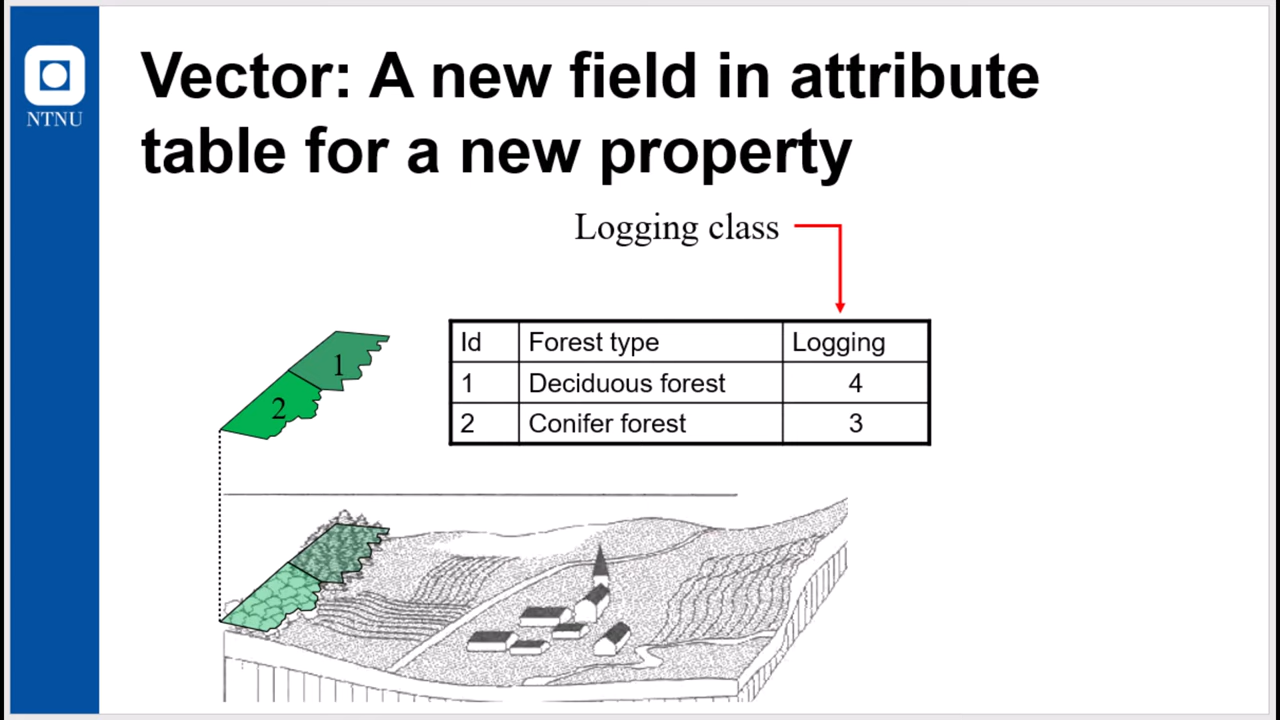 NTNU
Vector: A new field in attribute
table for a new property
Logging class
Id Forest type Logging
1 Deciduous forest 4
2 Conifer forest 3
1
2